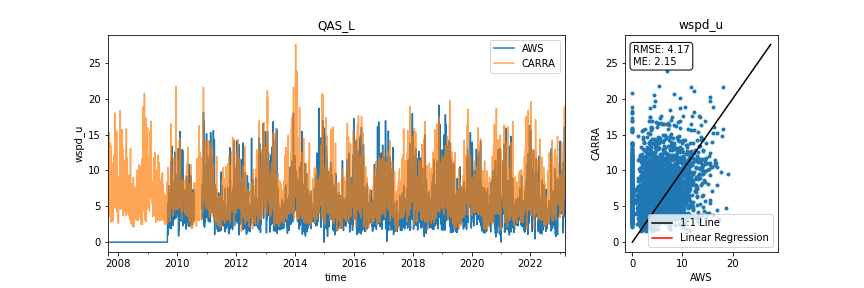 QAS_L
wspd_u
AWS
CARRA
25
20
15
10
5
0
wspd_u
2008
2010
2012
2014
2016
2018
2020
2022
time
RMSE: 4.17
ME: 2.15
25
20
15
10
5
0
CARRA
1:1 Line
Linear Regression
0
10
20
AWS